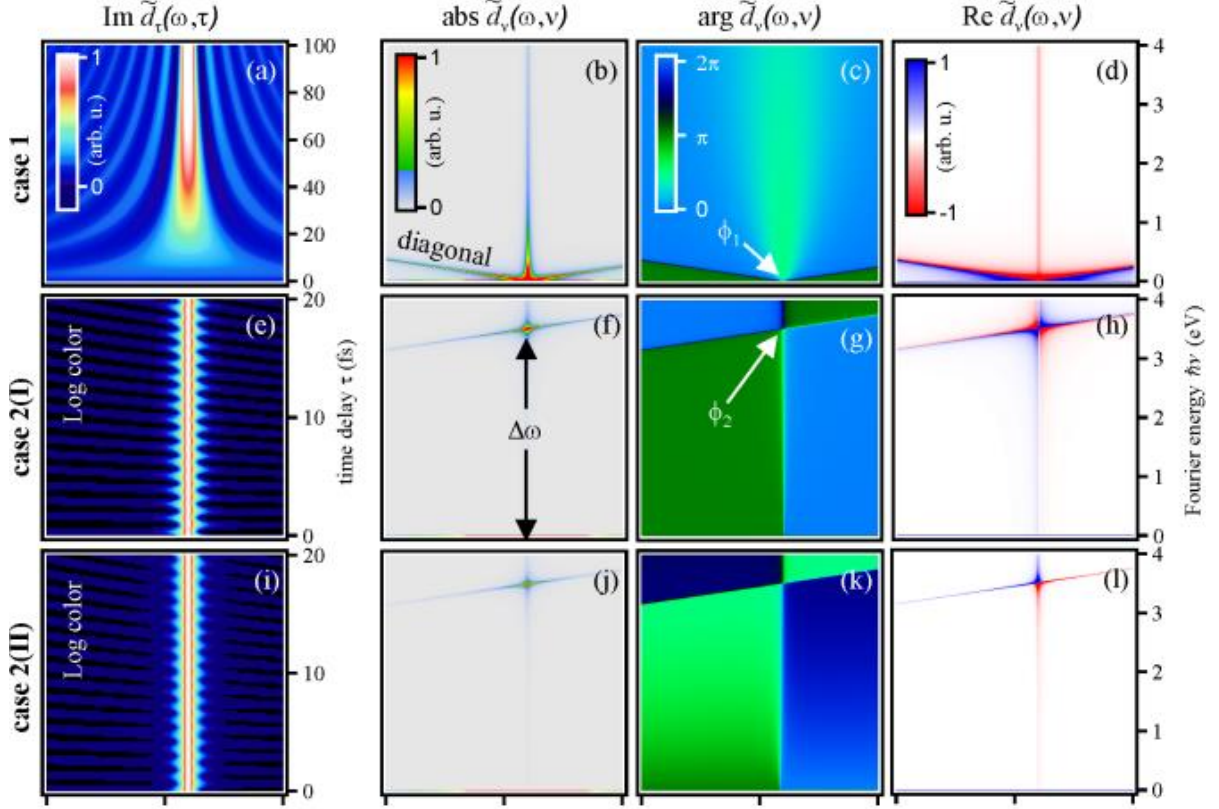 Im d̃τ(ω,τ)
abs d̃ν(ω,ν)
arg d̃ν(ω,ν)
Re d̃ν(ω,ν)
case 1
1
(arb. u.)
0
(a)
100
80
60
40
20
0
1
(arb. u.)
0
(b)
diagonal
2π
π
0
(c)
ϕ1
1
(arb. u.)
-1
(d)
4
3
2
1
0
case 2(I)
Log color
(e)
20
10
0
time delay τ (fs)
(f)
Δω
(g)
ϕ2
(h)
4
3
2
1
0
Fourier energy ħν (eV)
case 2(II)
Log color
(i)
20
10
0
(j)
(k)
(l)
4
3
2
1
0